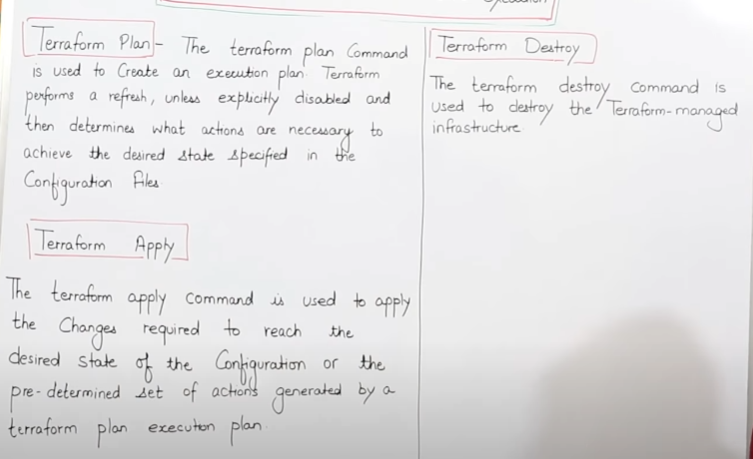 Execution
Terraform Plan - The terraform plan Command
is used to Create an execution plan. Terraform
performs a refresh, unless explicitly disabled and
then determines what actions are necessary to
achieve the desired state specified in the
Configuration files
Terraform Apply
The terraform apply command is used to apply
the Changes required to reach the
desired state of the Configuration or the
pre-determined set of actions generated by a
terraform plan execution plan.
Terraform Destroy
The terraform destroy Command is
used to destroy the Terraform-managed
infrastructure